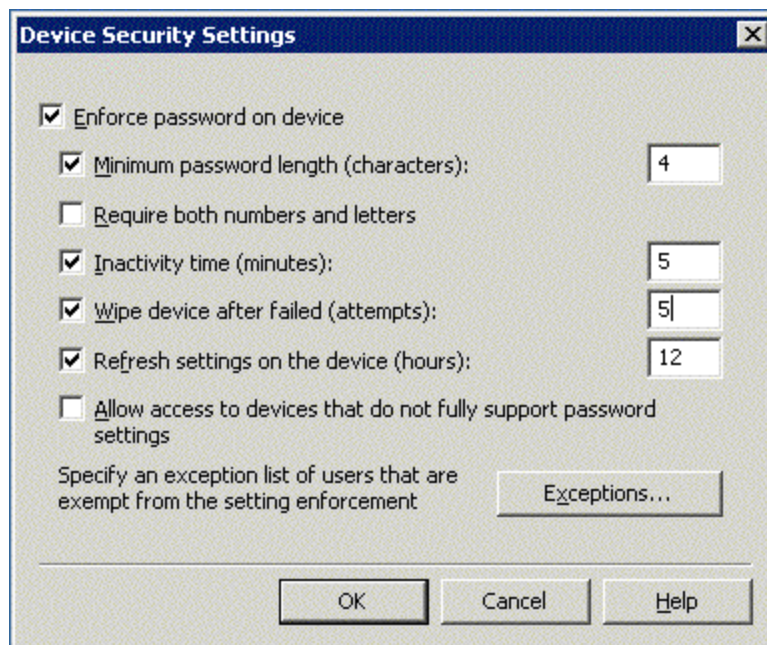 Device Security Settings
Enforce password on device
Minimum password length (characters): 4
Require both numbers and letters
Inactivity time (minutes): 5
Wipe device after failed (attempts): 5
Refresh settings on the device (hours): 12
Allow access to devices that do not fully support password
settings
Specify an exception list of users that are
exempt from the setting enforcement
Exceptions...
OK Cancel Help